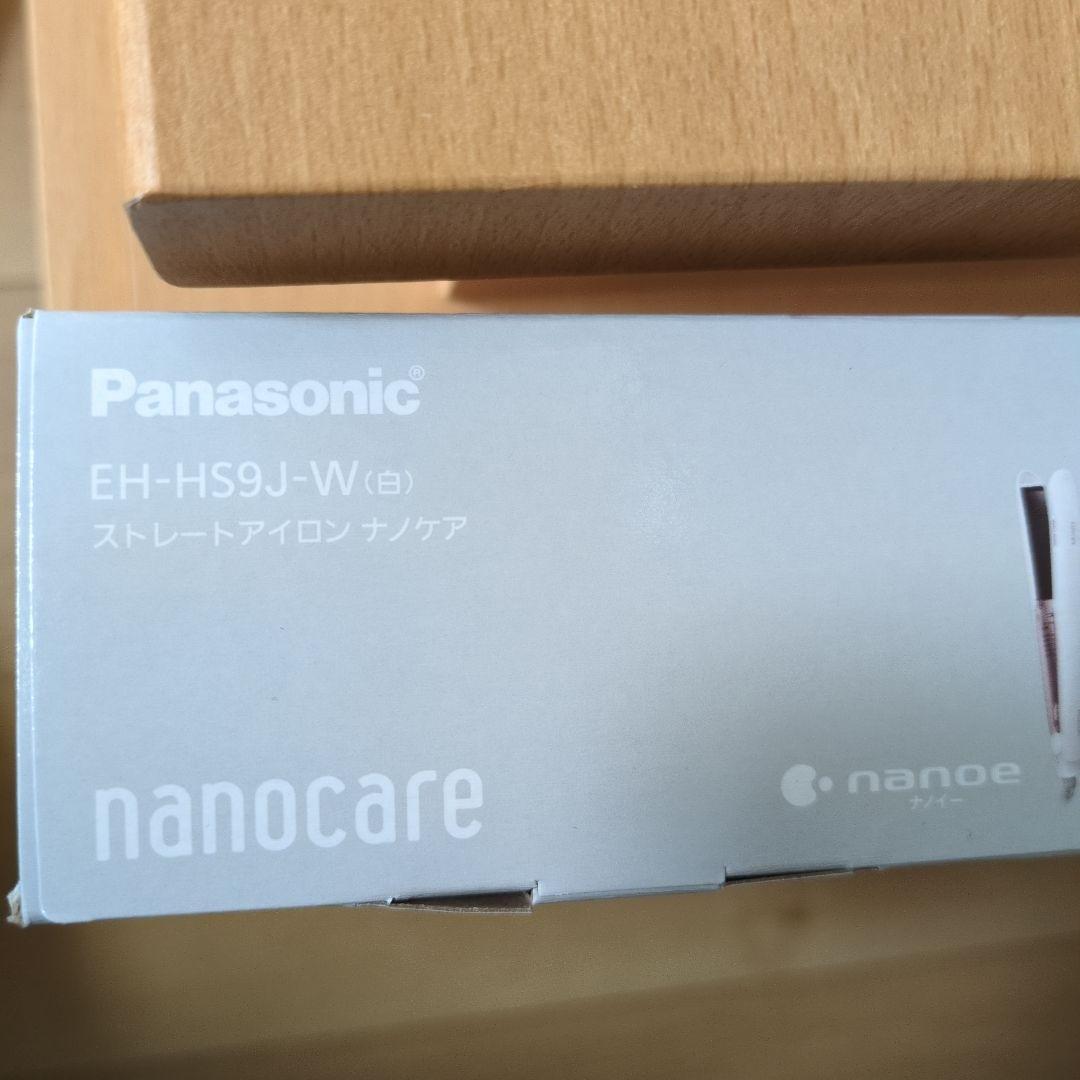 Panasonic®
EH-HS9J-W(白)
ストレートアイロン ナノケア
nanocare
nanoe
ナノイー